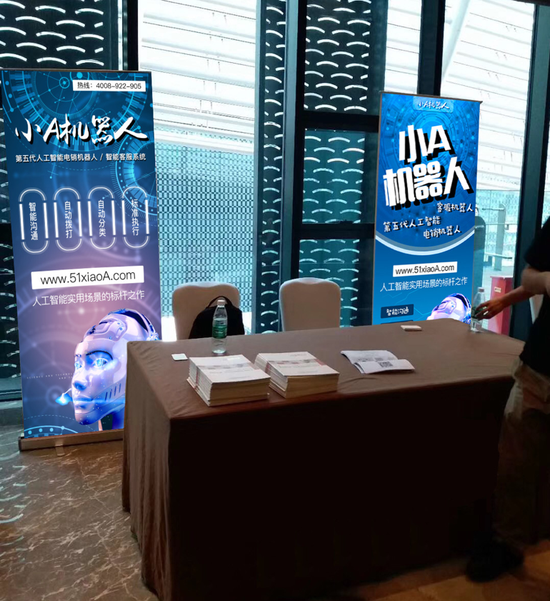 热线：4008-922-905
小A机器人
第五代人工智能电销机器人 / 智能客服系统
智能沟通
自动拨打
自动分类
标准执行
www.51xiaoA.com
人工智能实用场景的标杆之作
小A机器人
小A
机器人
客服机器人
第五代人工智能
电销机器人
www.51xiaoA.com
人工智能实用场景的标杆之作
智能沟通